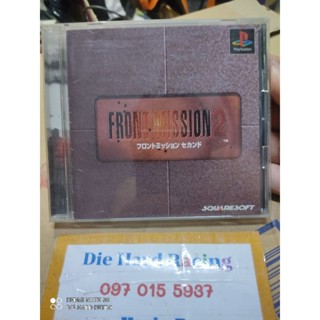 PlayStation
FRONT MISSION 2
フロントミッション セカンド
SQUARESOFT
Die Hard Racing
097 015 5937